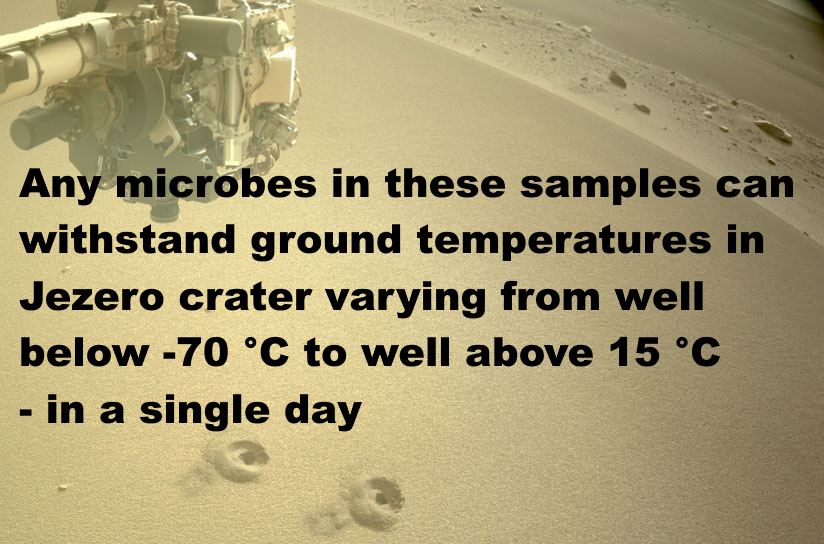 Any microbes in these samples can
withstand ground temperatures in
Jezero crater varying from well
below -70 °C to well above 15 °C
- in a single day